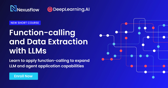 Nexusflow
DeepLearning.AI
NEW SHORT COURSE
Function-calling
and Data Extraction
with LLMs
Learn to apply function-calling to expand
LLM and agent application capabilities
Enroll Now